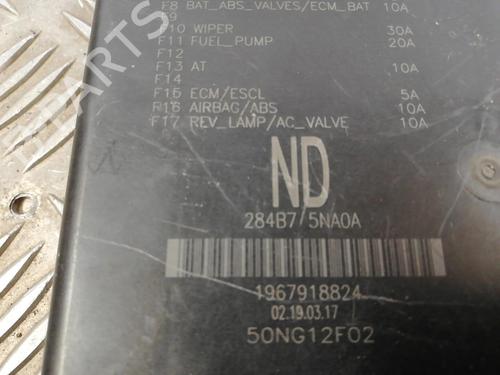 F8 BAT_ABS_VALVES/ECM_BAT 10A
F9
F10 WIPER 30A
F11 FUEL_PUMP 20A
F12
F13 AT 10A
F14
F15 ECM/ESCL 5A
F16 AIRBAG/ABS 10A
F17 REV_LAMP/AC_VALVE 10A
ND
284B7 5NA0A
1967918824
02.19.03.17
50NG12F02